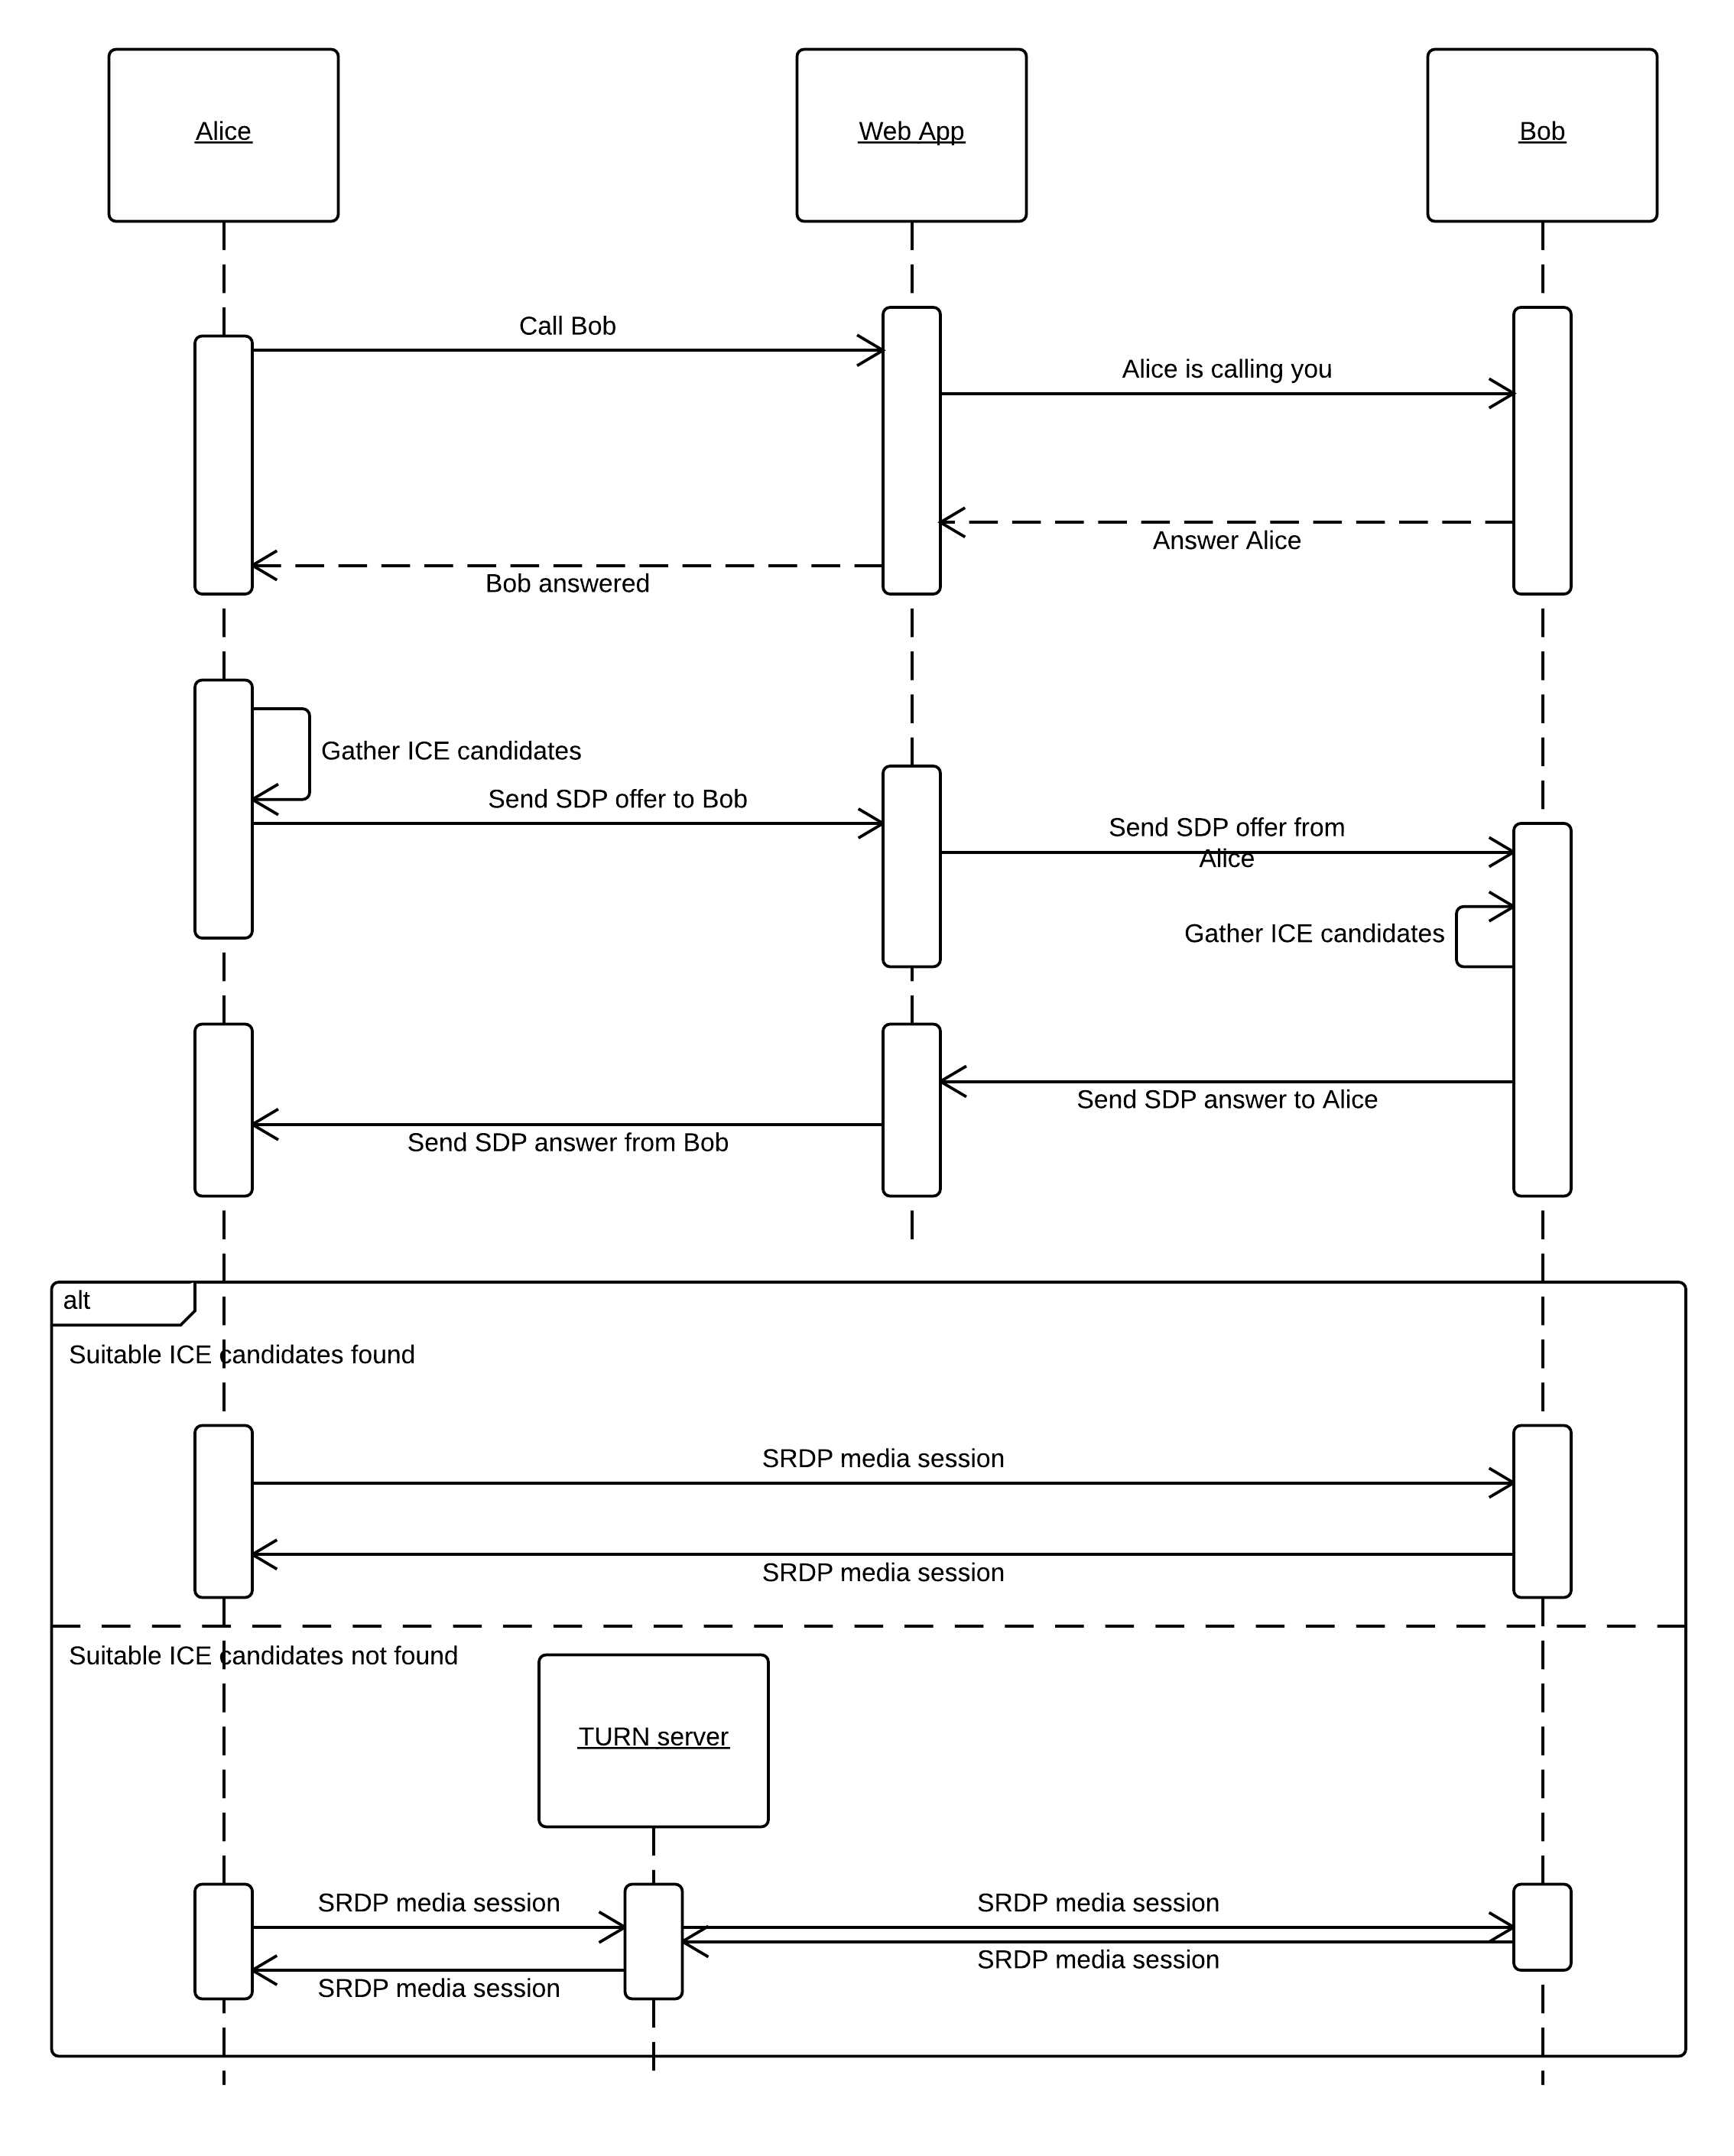 Alice
Web App
Bob
Call Bob
Alice is calling you
Answer Alice
Bob answered
Gather ICE candidates
Send SDP offer to Bob
Send SDP offer from
Alice
Gather ICE candidates
Send SDP answer to Alice
Send SDP answer from Bob
alt
Suitable ICE candidates found
SRDP media session
SRDP media session
Suitable ICE candidates not found
TURN server
SRDP media session
SRDP media session
SRDP media session
SRDP media session